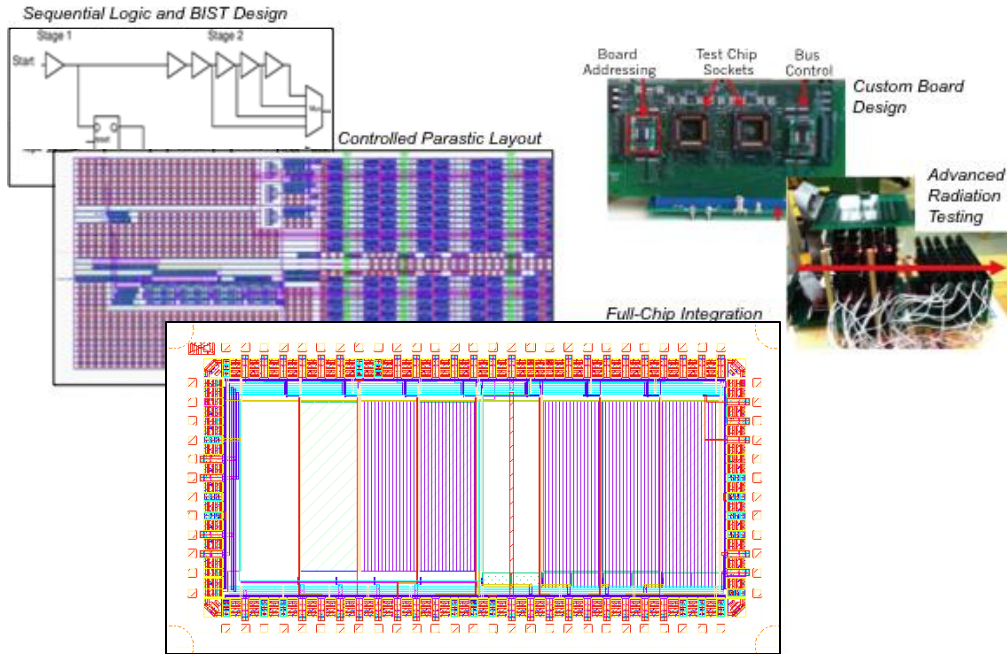 Sequential Logic and BIST Design
Stage 1
Stage 2
Start
Mux
Controlled Parastic Layout
Board
Addressing
Test Chip
Sockets
Bus
Control
Custom Board
Design
Advanced
Radiation
Testing
Full-Chip Integration